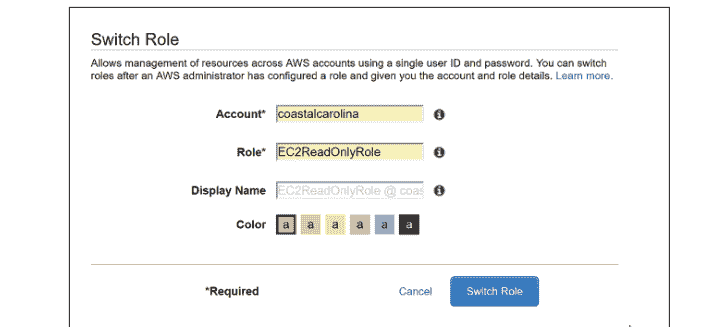 Switch Role
Allows management of resources across AWS accounts using a single user ID and password. You can switch
roles after an AWS administrator has configured a role and given you the account and role details. Learn more.
Account* coastalcarolina
Role* EC2ReadOnlyRole
Display Name EC2ReadOnlyRole @ coas
Color a a a a a a
*Required Cancel Switch Role